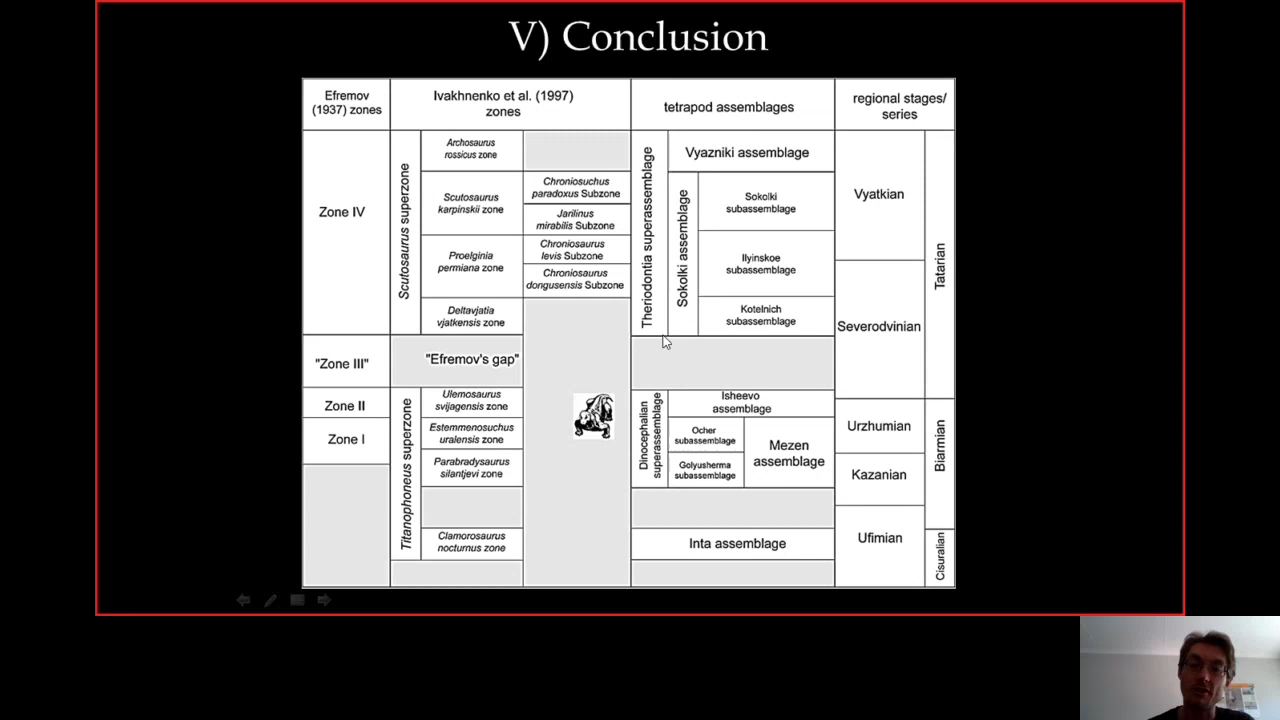 V) Conclusion
Efremov
(1937) zones
Ivakhnenko et al. (1997)
zones
tetrapod assemblages
regional stages/
series
Zone IV
"Zone III"
Zone II
Zone I
Scutosaurus superzone
Titanophoneus superzone
Archosaurus
rossicus zone
Scutosaurus
karpinskii zone
Proelginia
permiana zone
Deltavjatia
vjatkensis zone
"Efremov's gap"
Ulemosaurus
svijagensis zone
Estemmenosuchus
uralensis zone
Parabradysaurus
silantjevi zone
Clamorosaurus
nocturnus zone
Chroniosuchus
paradoxus Subzone
Jarilinus
mirabilis Subzone
Chroniosaurus
levis Subzone
Chroniosaurus
dongusensis Subzone
Theriodontia superassemblage
Vyazniki assemblage
Sokolki assemblage
Sokolki
subassemblage
Ilyinskoe
subassemblage
Kotelnich
subassemblage
Dinocephalian
superassemblage
Isheevo
assemblage
Ocher
subassemblage
Golyusherma
subassemblage
Mezen
assemblage
Inta assemblage
Vyatkian
Severodvinian
Urzhumian
Kazanian
Ufimian
Tatarian
Biarmian
Cisuralian